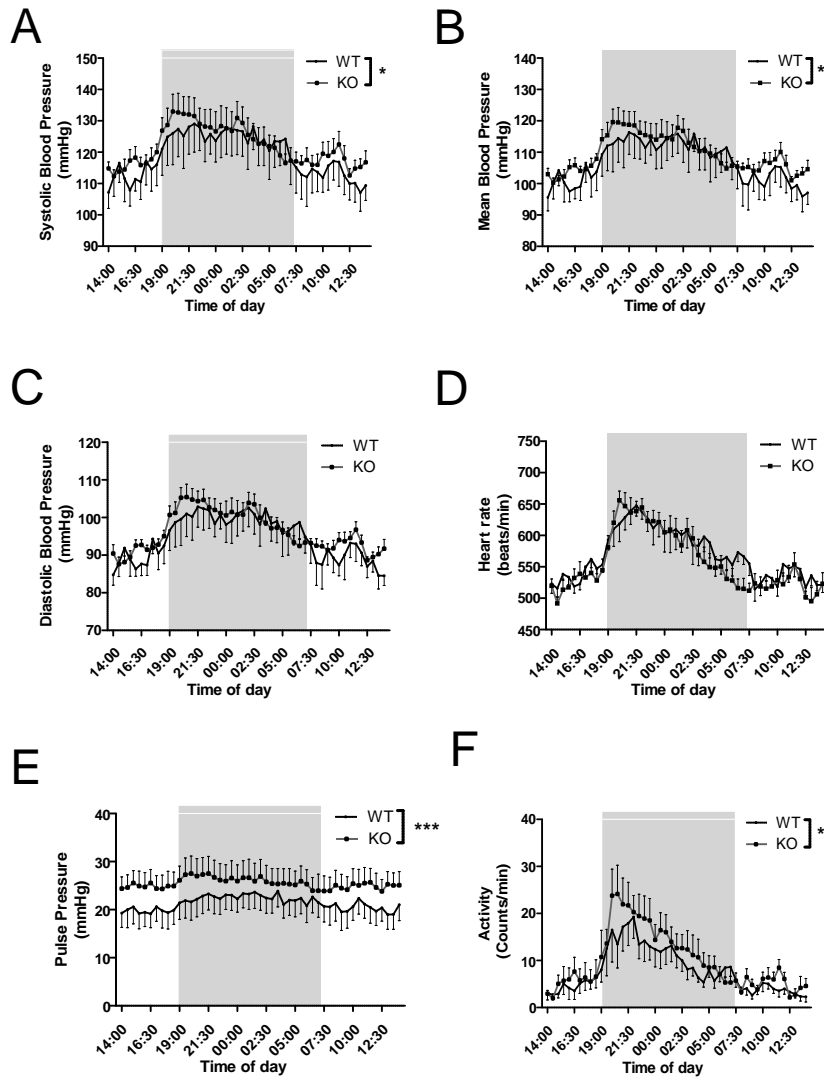 A
Systolic Blood Pressure
(mmHg)
150
140
130
120
110
100
90
WT
KO
*
14:00
16:30
19:00
21:30
00:00
02:30
05:00
07:30
10:00
12:30
Time of day
B
Mean Blood Pressure
(mmHg)
140
120
100
80
WT
KO
*
14:00
16:30
19:00
21:30
00:00
02:30
05:00
07:30
10:00
12:30
Time of day
C
Diastolic Blood Pressure
(mmHg)
120
110
100
90
80
70
WT
KO
14:00
16:30
19:00
21:30
00:00
02:30
05:00
07:30
10:00
12:30
Time of day
D
Heart rate
(beats/min)
750
700
650
600
550
500
450
WT
KO
14:00
16:30
19:00
21:30
00:00
02:30
05:00
07:30
10:00
12:30
Time of day
E
Pulse Pressure
(mmHg)
40
30
20
10
0
WT
KO
***
14:00
16:30
19:00
21:30
00:00
02:30
05:00
07:30
10:00
12:30
Time of day
F
Activity
(Counts/min)
40
30
20
10
0
WT
KO
*
14:00
16:30
19:00
21:30
00:00
02:30
05:00
07:30
10:00
12:30
Time of day